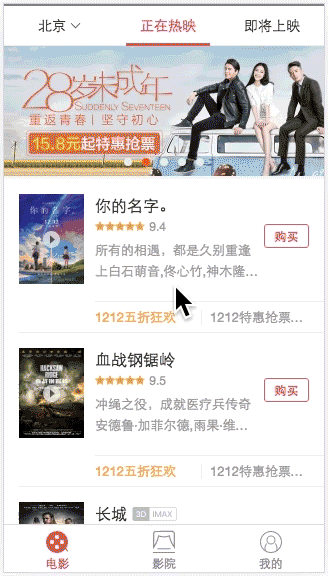 北京
正在热映
即将上映
28岁未成年
SUDDENLY SEVENTEEN
重返青春 | 坚守初心
15.8元起特惠抢票
你的名字。
9.4
所有的相遇，都是久别重逢
上白石萌音,佟心竹,神木隆...
购买
1212五折狂欢
1212特惠抢票...
HACKSAW RIDGE
血战钢锯岭
9.5
冲绳之役，成就医疗兵传奇
安德鲁·加菲尔德,雨果·维...
购买
1212五折狂欢
1212特惠抢票...
长城 3D IMAX
电影
影院
我的